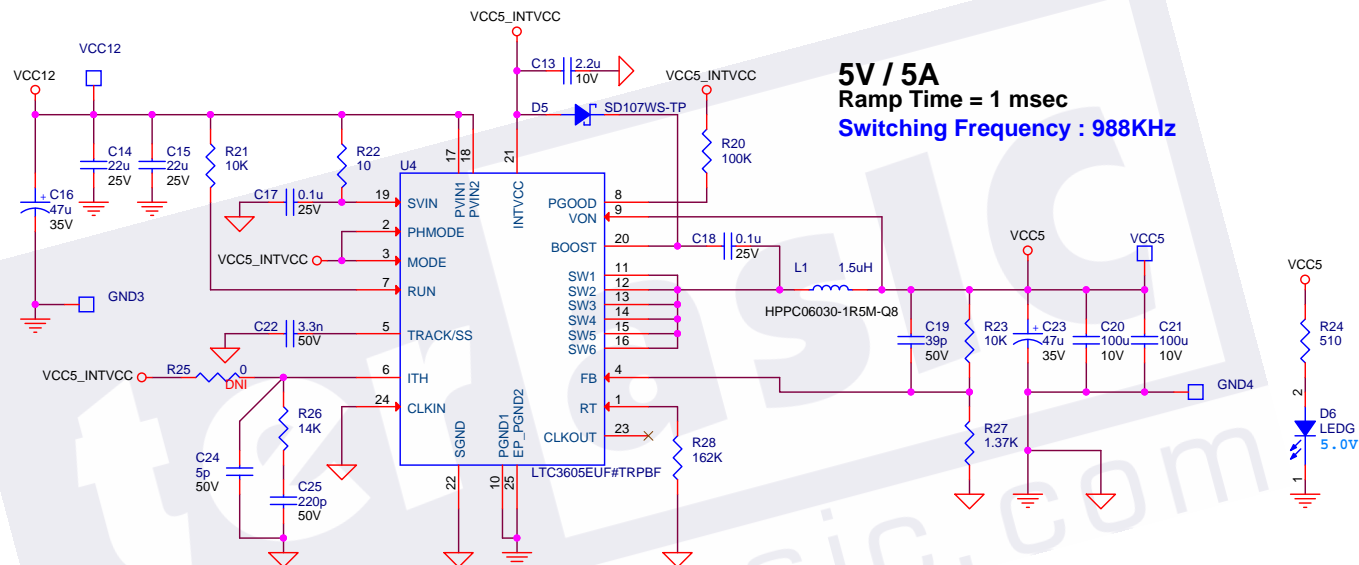 VCC5_INTVCC
VCC12
VCC12
C13
2.2u
10V
VCC5_INTVCC
5V / 5A
Ramp Time = 1 msec
Switching Frequency : 988KHz
D5
SD107WS-TP
C14
22u
25V
C15
22u
25V
R21
10K
R22
10
17
18
21
R20
100K
U4
C16
47u
35V
+
C17
0.1u
25V
19
SVIN
PVIN1
PVIN2
INTVCC
PGOOD
8
VON
9
2
PHMODE
BOOST
20
C18
0.1u
25V
VCC5
VCC5
VCC5_INTVCC
3
MODE
SW1
11
L1
1.5uH
VCC5
7
RUN
SW2
12
GND3
SW3
13
HPPC06030-1R5M-Q8
SW4
14
C22
3.3n
50V
5
TRACK/SS
SW5
15
SW6
16
C19
39p
50V
R23
10K
C23
47u
35V
+
C20
100u
10V
C21
100u
10V
R24
510
VCC5_INTVCC
R25
0
DNI
6
ITH
FB
4
GND4
24
CLKIN
RT
1
2
R26
14K
CLKOUT
23
R28
162K
R27
1.37K
D6
LEDG
5.0V
SGND
PGND1
EP_PGND2
LTC3605EUF#TRPBF
C24
5p
50V
C25
220p
50V
22
10
25
1
terasic
sic.com